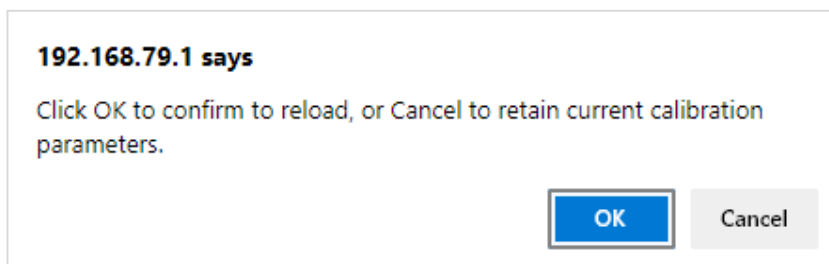 192.168.79.1 says
Click OK to confirm to reload, or Cancel to retain current calibration
parameters.
OK Cancel